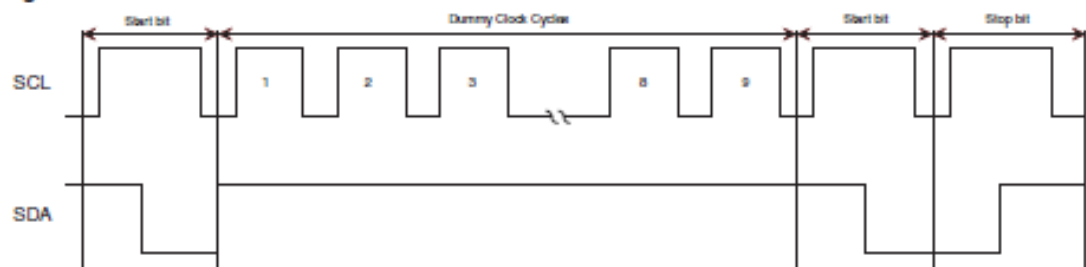 Start bit Dummy Clock Cycles Start bit Stop bit
SCL 1 2 3 8 9
SDA